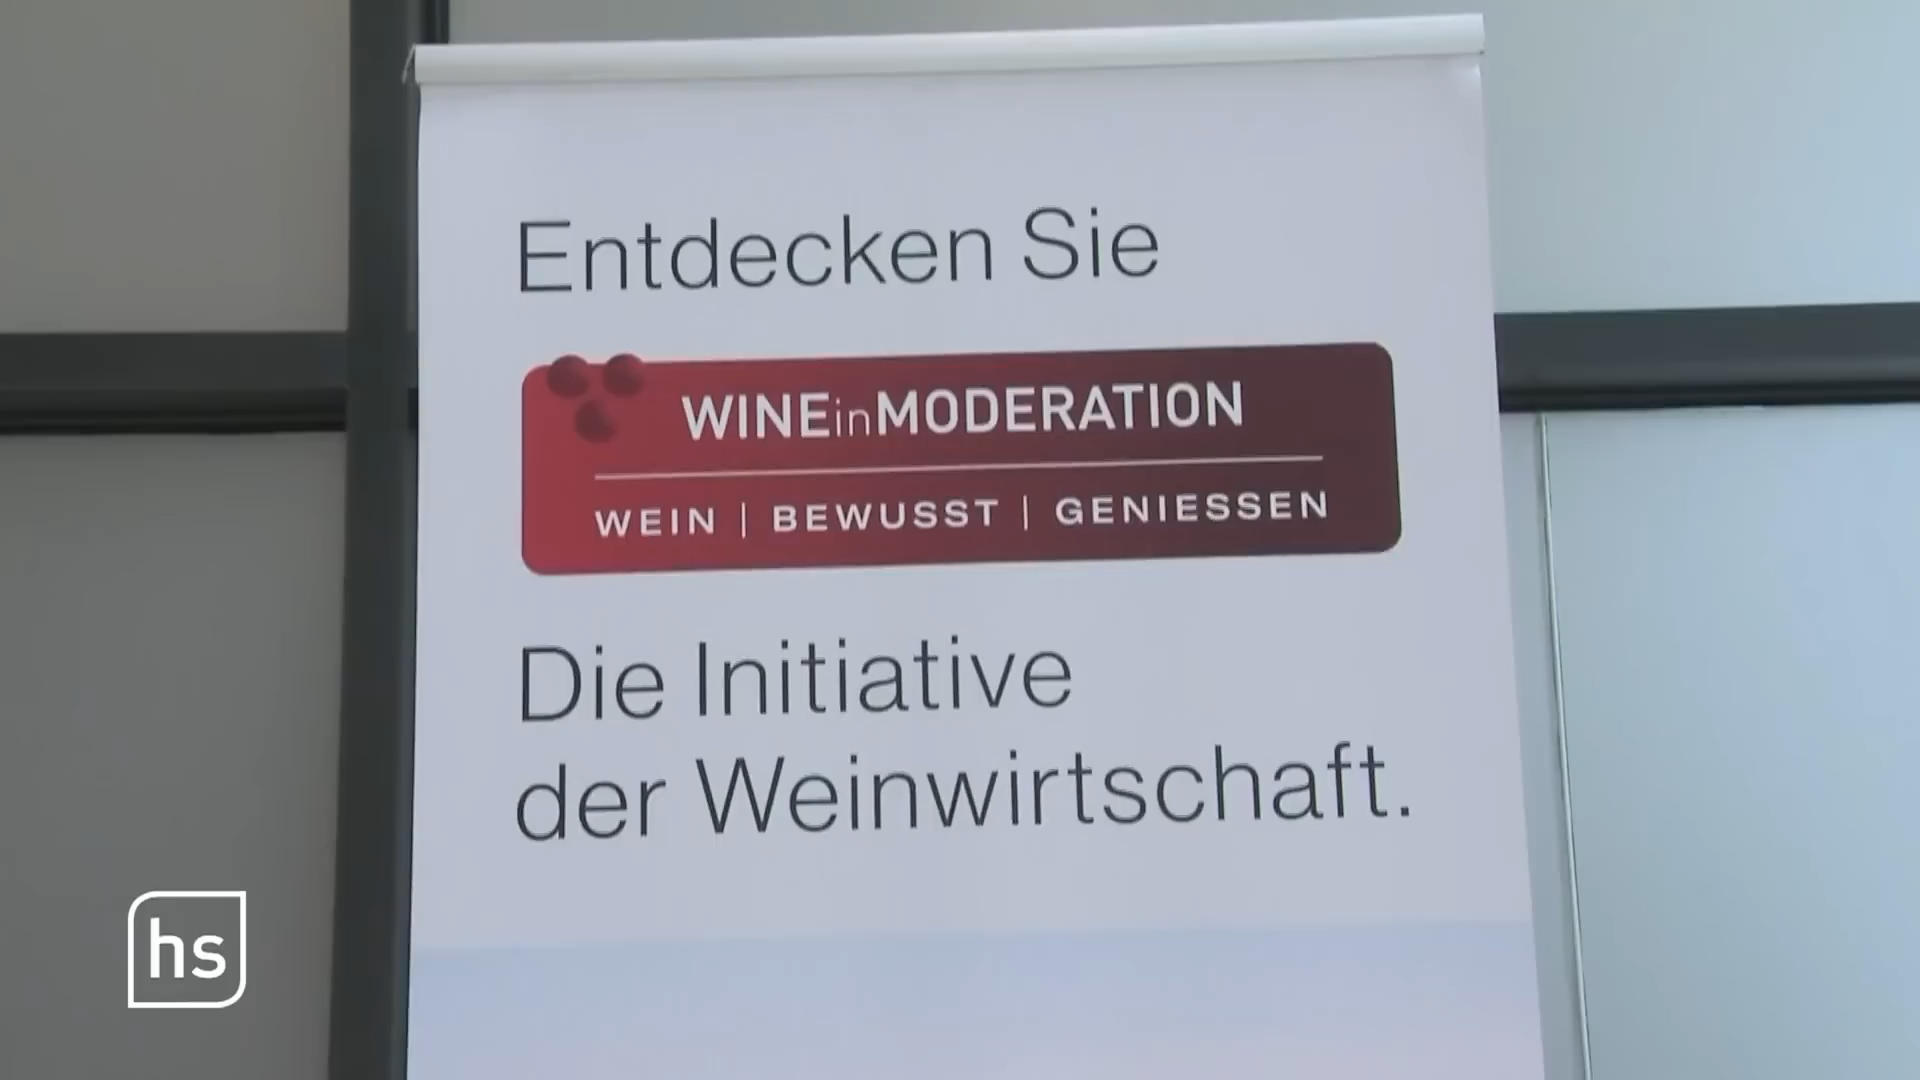 Entdecken Sie
WINEinMODERATION
WEIN | BEWUSST | GENIESSEN
Die Initiative
der Weinwirtschaft.
hs